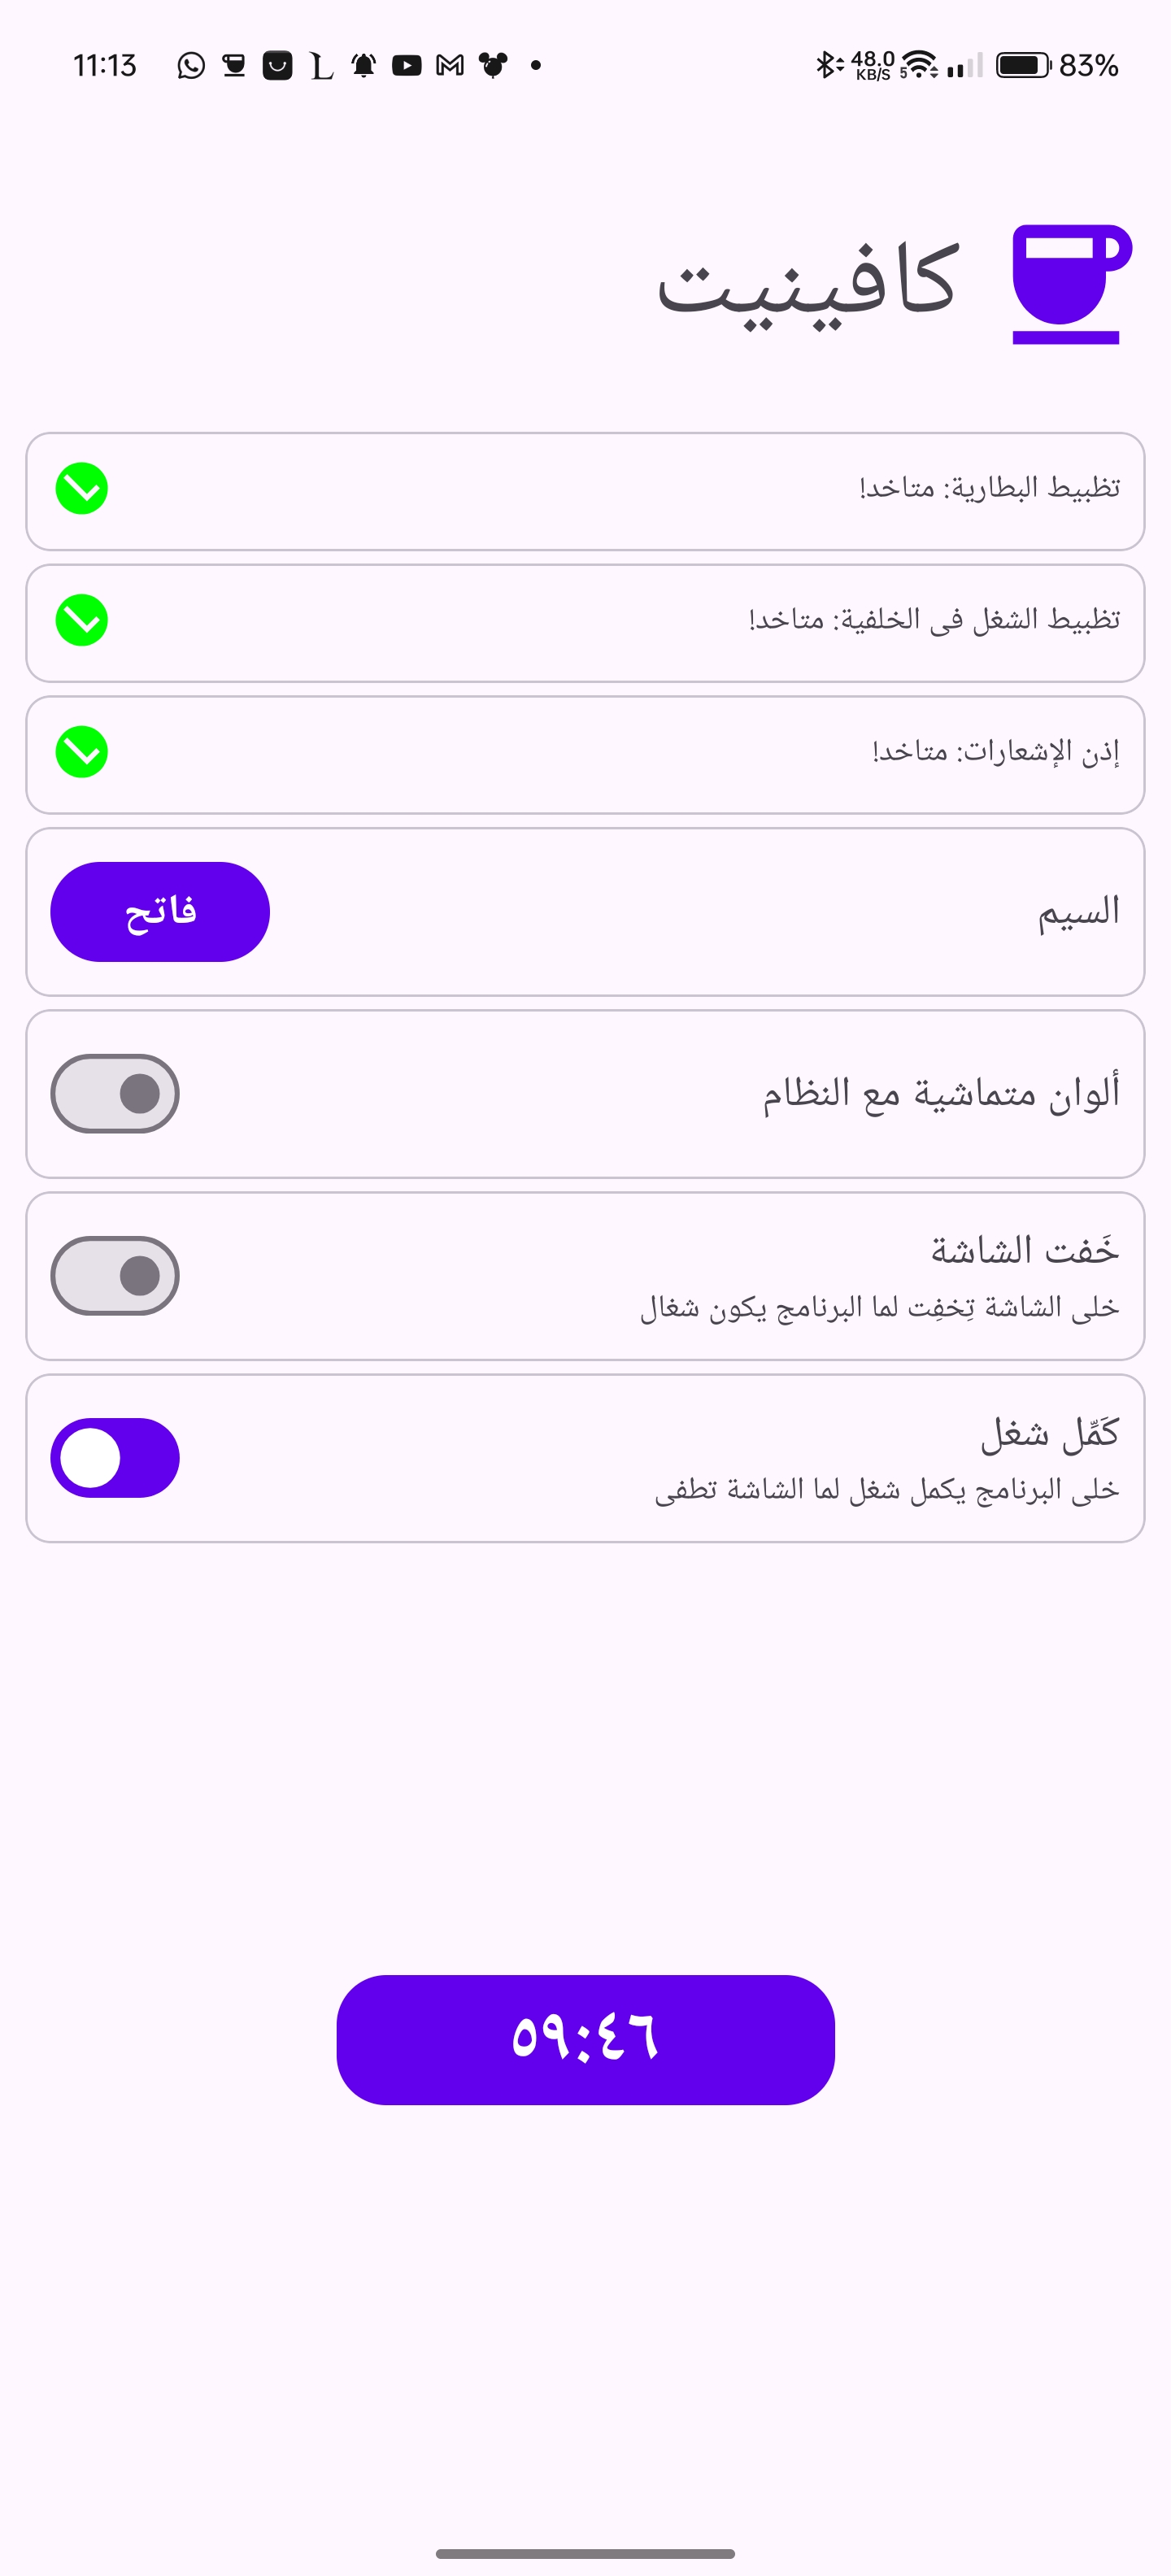 11:13
48.0
KB/S
5
83%
كافينيت
تظبيط البطارية: متاخد!
تظبيط الشغل فى الخلفية: متاخد!
إذن الإشعارات: متاخد!
السيم
فاتح
ألوان متماشية مع النظام
خَفت الشاشة
خلى الشاشة تِخفِت لما البرنامج يكون شغال
كَمِّل شغل
خلى البرنامج يكمل شغل لما الشاشة تطفى
٥٩:٤٦